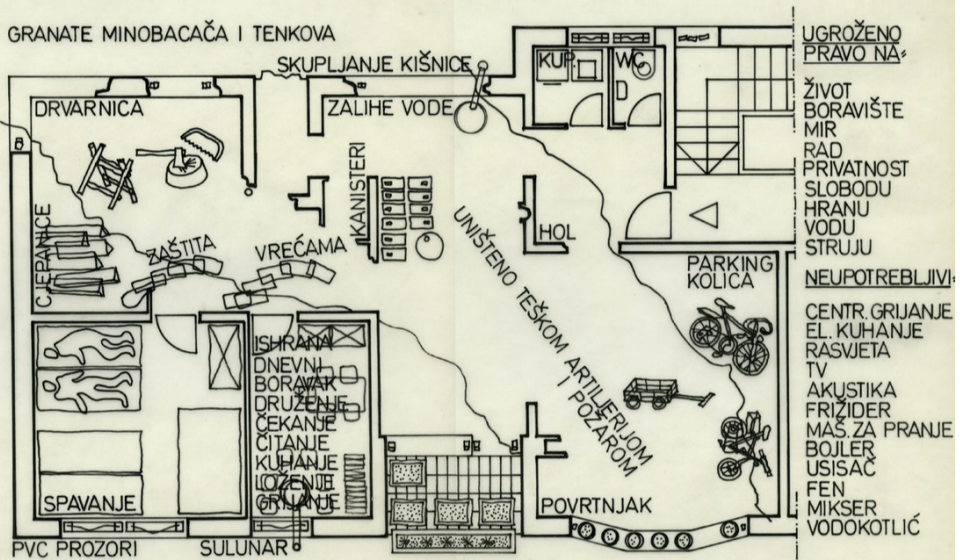 GRANATE MINOBACAČA I TENKOVA
SKUPLJANJE KIŠNICE
DRVARNICA
ZALIHE VODE
KUP.
WC
CJEPANICE
ZAŠTITA
VREĆAMA
KANISTERI
HOL
UNIŠTENO TEŠKOM ARTILJERIJOM
I POŽAROM
PARKING
KOLICA
ISHRANA
DNEVNI
BORAVAK
DRUŽENJE
ČEKANJE
ČITANJE
KUHANJE
LOŽENJE
GRIJANJE
SPAVANJE
POVRTNJAK
PVC PROZORI
SULUNAR
UGROŽENO
PRAVO NA:
ŽIVOT
BORAVIŠTE
MIR
RAD
PRIVATNOST
SLOBODU
HRANU
VODU
STRUJU
NEUPOTREBLJIVI:
CENTR. GRIJANJE
EL. KUHANJE
RASVJETA
TV
AKUSTIKA
FRIŽIDER
MAŠ. ZA PRANJE
BOJLER
USISAČ
FEN
MIKSER
VODOKOTLIĆ